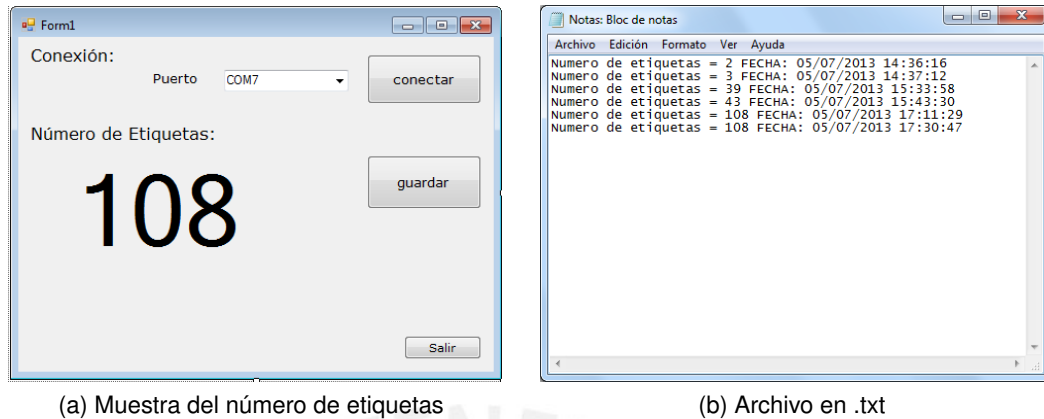 Form1
Conexión:
Puerto
COM7
conectar
Número de Etiquetas:
108
guardar
Salir
(a) Muestra del número de etiquetas
Notas: Bloc de notas
Archivo Edición Formato Ver Ayuda
Numero de etiquetas = 2 FECHA: 05/07/2013 14:36:16
Numero de etiquetas = 3 FECHA: 05/07/2013 14:37:12
Numero de etiquetas = 39 FECHA: 05/07/2013 15:33:58
Numero de etiquetas = 43 FECHA: 05/07/2013 15:43:30
Numero de etiquetas = 108 FECHA: 05/07/2013 17:11:29
Numero de etiquetas = 108 FECHA: 05/07/2013 17:30:47
(b) Archivo en .txt